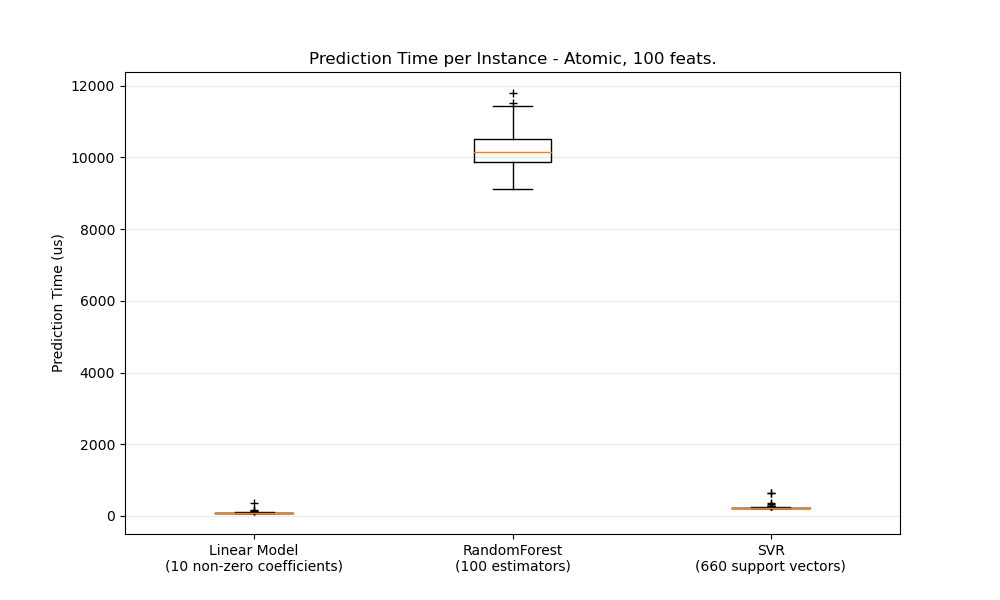 Prediction Time per Instance - Atomic, 100 feats.
Prediction Time (us)
12000
10000
8000
6000
4000
2000
0
Linear Model
(10 non-zero coefficients)
RandomForest
(100 estimators)
SVR
(660 support vectors)